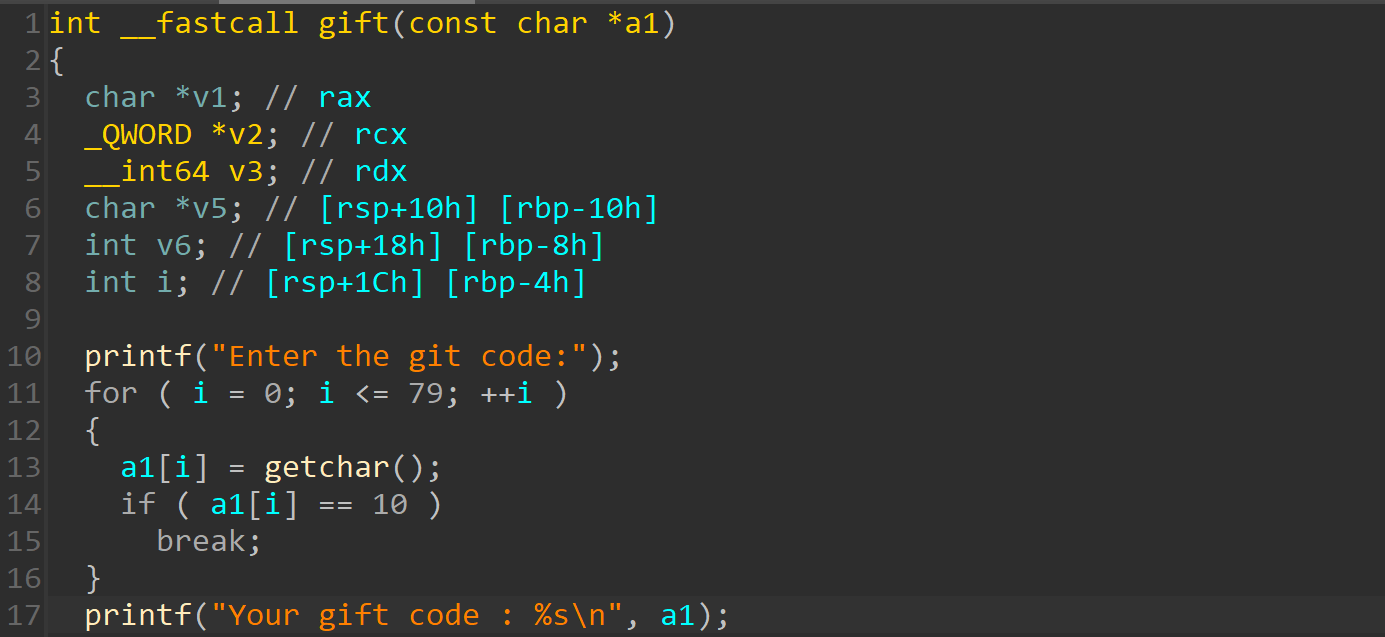 1 int __fastcall gift(const char *a1)
2 {
3   char *v1; // rax
4   _QWORD *v2; // rcx
5   __int64 v3; // rdx
6   char *v5; // [rsp+10h] [rbp-10h]
7   int v6; // [rsp+18h] [rbp-8h]
8   int i; // [rsp+1Ch] [rbp-4h]
9
10   printf("Enter the git code:");
11   for ( i = 0; i <= 79; ++i )
12   {
13     a1[i] = getchar();
14     if ( a1[i] == 10 )
15       break;
16   }
17   printf("Your gift code : %s\n", a1);